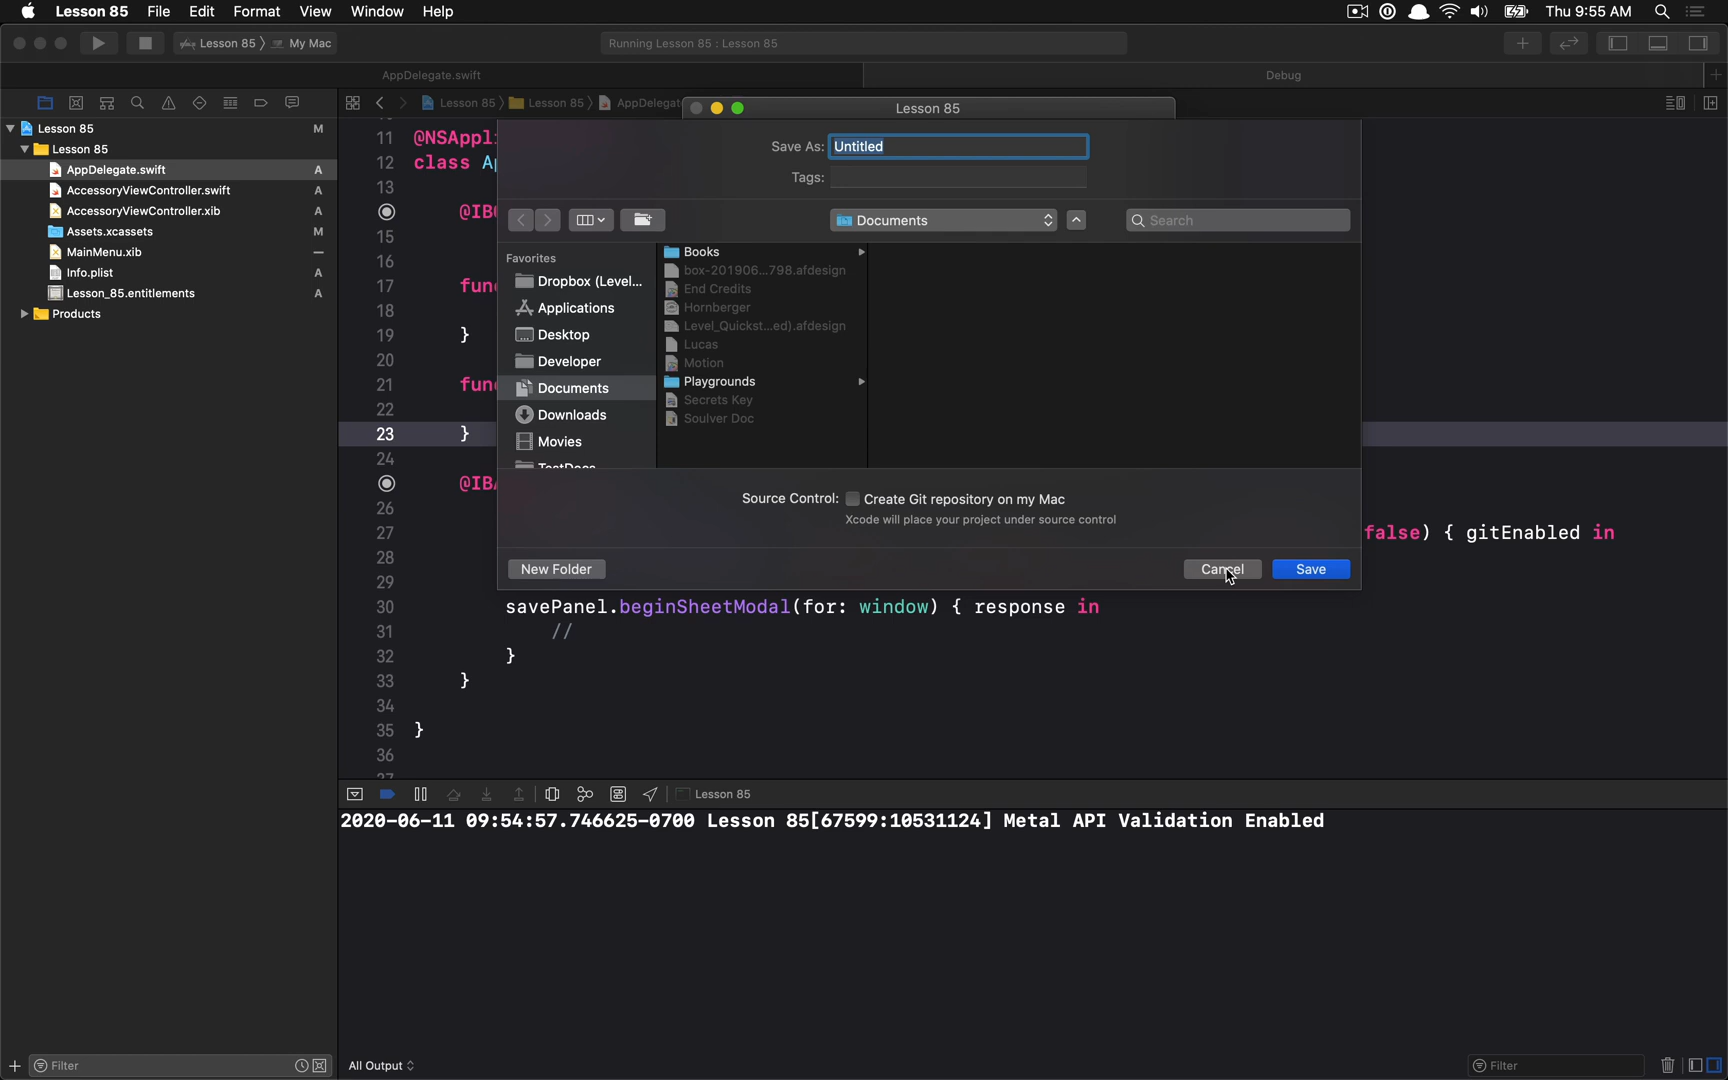 Lesson 85 File Edit Format View Window Help Thu 9:55 AM
Lesson 85 My Mac Running Lesson 85 : Lesson 85
AppDelegate.swift Debug
Lesson 85 Lesson 85 AppDelegat
Lesson 85
Lesson 85 M
Lesson 85
AppDelegate.swift A
AccessoryViewController.swift A
AccessoryViewController.xib A
Assets.xcassets M
MainMenu.xib —
Info.plist A
Lesson_85.entitlements A
Products
11 @NSAppl
12 class A
13
@IB
15
16
17 fun
18
19 }
20
21 fun
22
23 }
24
@IB
26
27 false) { gitEnabled in
28
29
30 savePanel.beginSheetModal(for: window) { response in
31 //
32 }
33 }
34
35 }
36
Save As: Untitled
Tags:
Documents Search
Favorites
Dropbox (Level...
Applications
Desktop
Developer
Documents
Downloads
Movies
Books
box-201906...798.afdesign
End Credits
Hornberger
Level_Quickst...ed).afdesign
Lucas
Motion
Playgrounds
Secrets Key
Soulver Doc
Source Control: Create Git repository on my Mac
Xcode will place your project under source control
New Folder Cancel Save
Lesson 85
2020-06-11 09:54:57.746625-0700 Lesson 85[67599:10531124] Metal API Validation Enabled
Filter All Output Filter